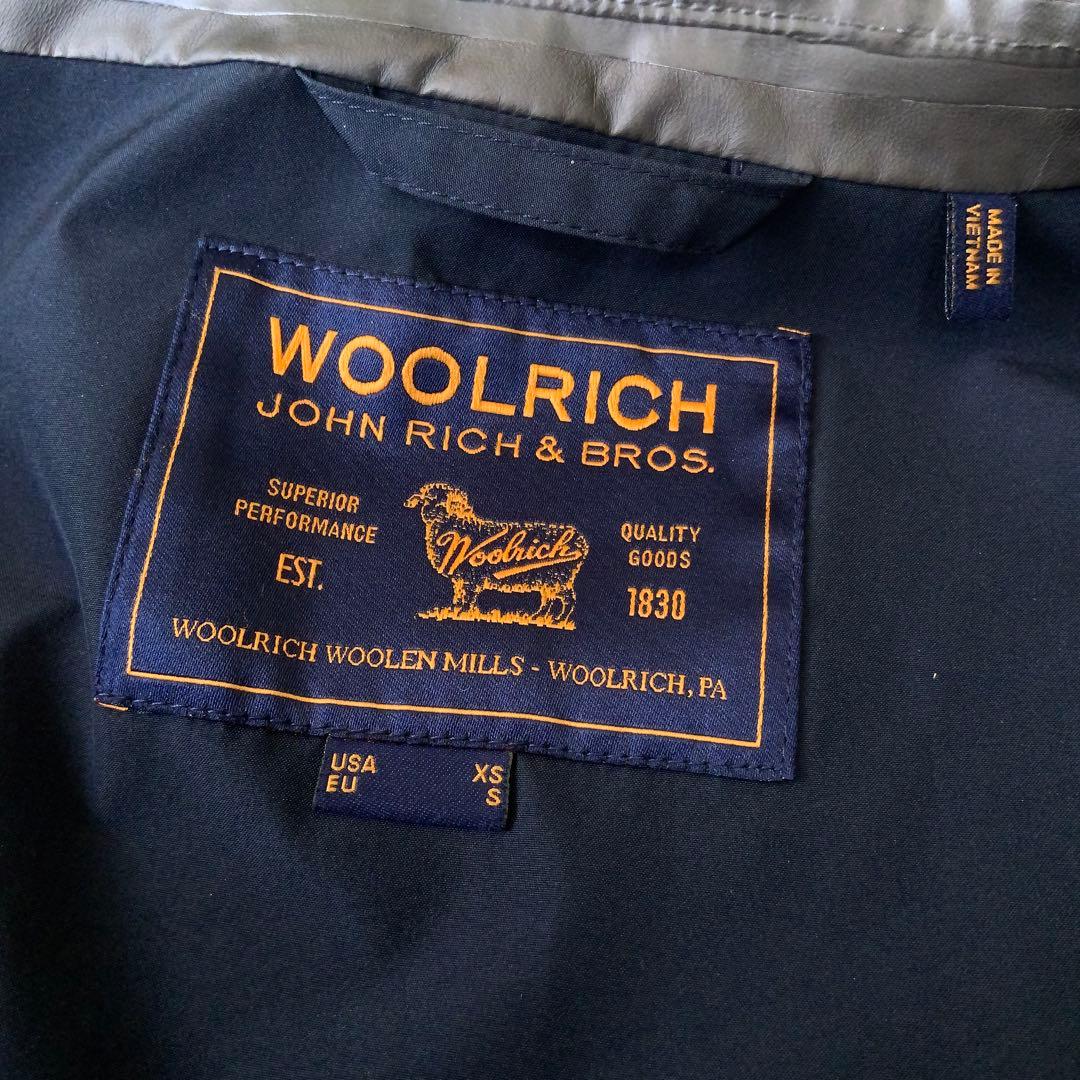 MADE IN
VIETNAM
WOOLRICH
JOHN RICH & BROS.
SUPERIOR
PERFORMANCE
EST.
Woolrich
QUALITY
GOODS
1830
WOOLRICH WOOLEN MILLS - WOOLRICH, PA
USA XS
EU S